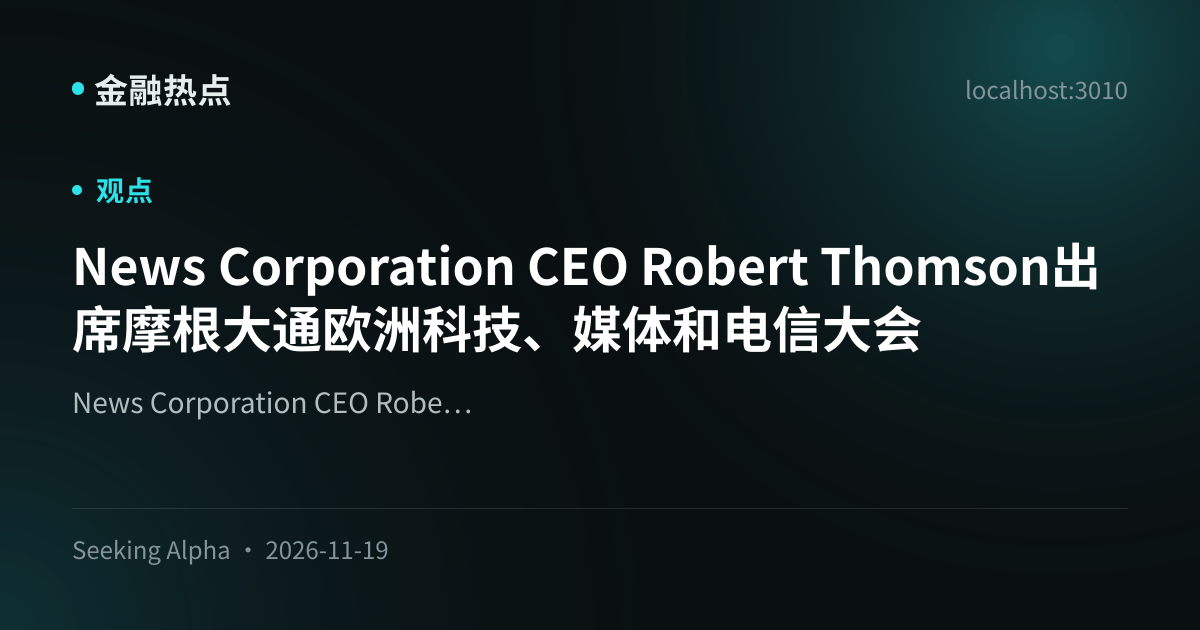 金融热点
localhost:3010
观点
News Corporation CEO Robert Thomson出
席摩根大通欧洲科技、媒体和电信大会
News Corporation CEO Robe…
Seeking Alpha · 2026-11-19